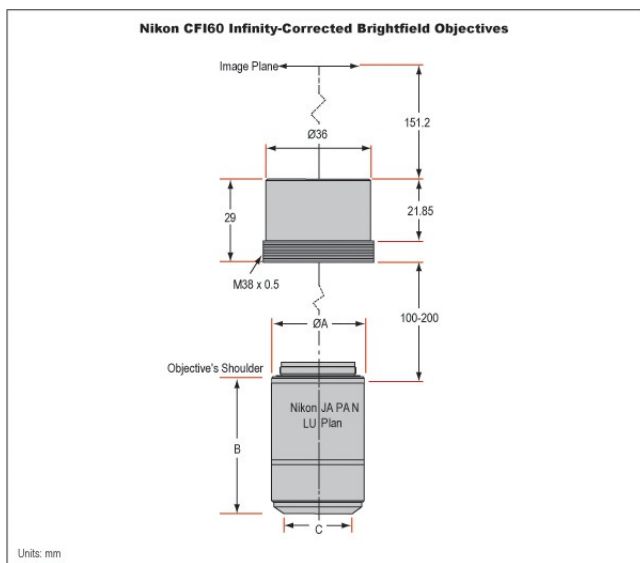 Nikon CFI60 Infinity-Corrected Brightfield Objectives
Image Plane
151.2
Ø36
29
21.85
M38 x 0.5
100-200
ØA
Objective's Shoulder
Nikon JAPAN
LU Plan
B
C
Units: mm